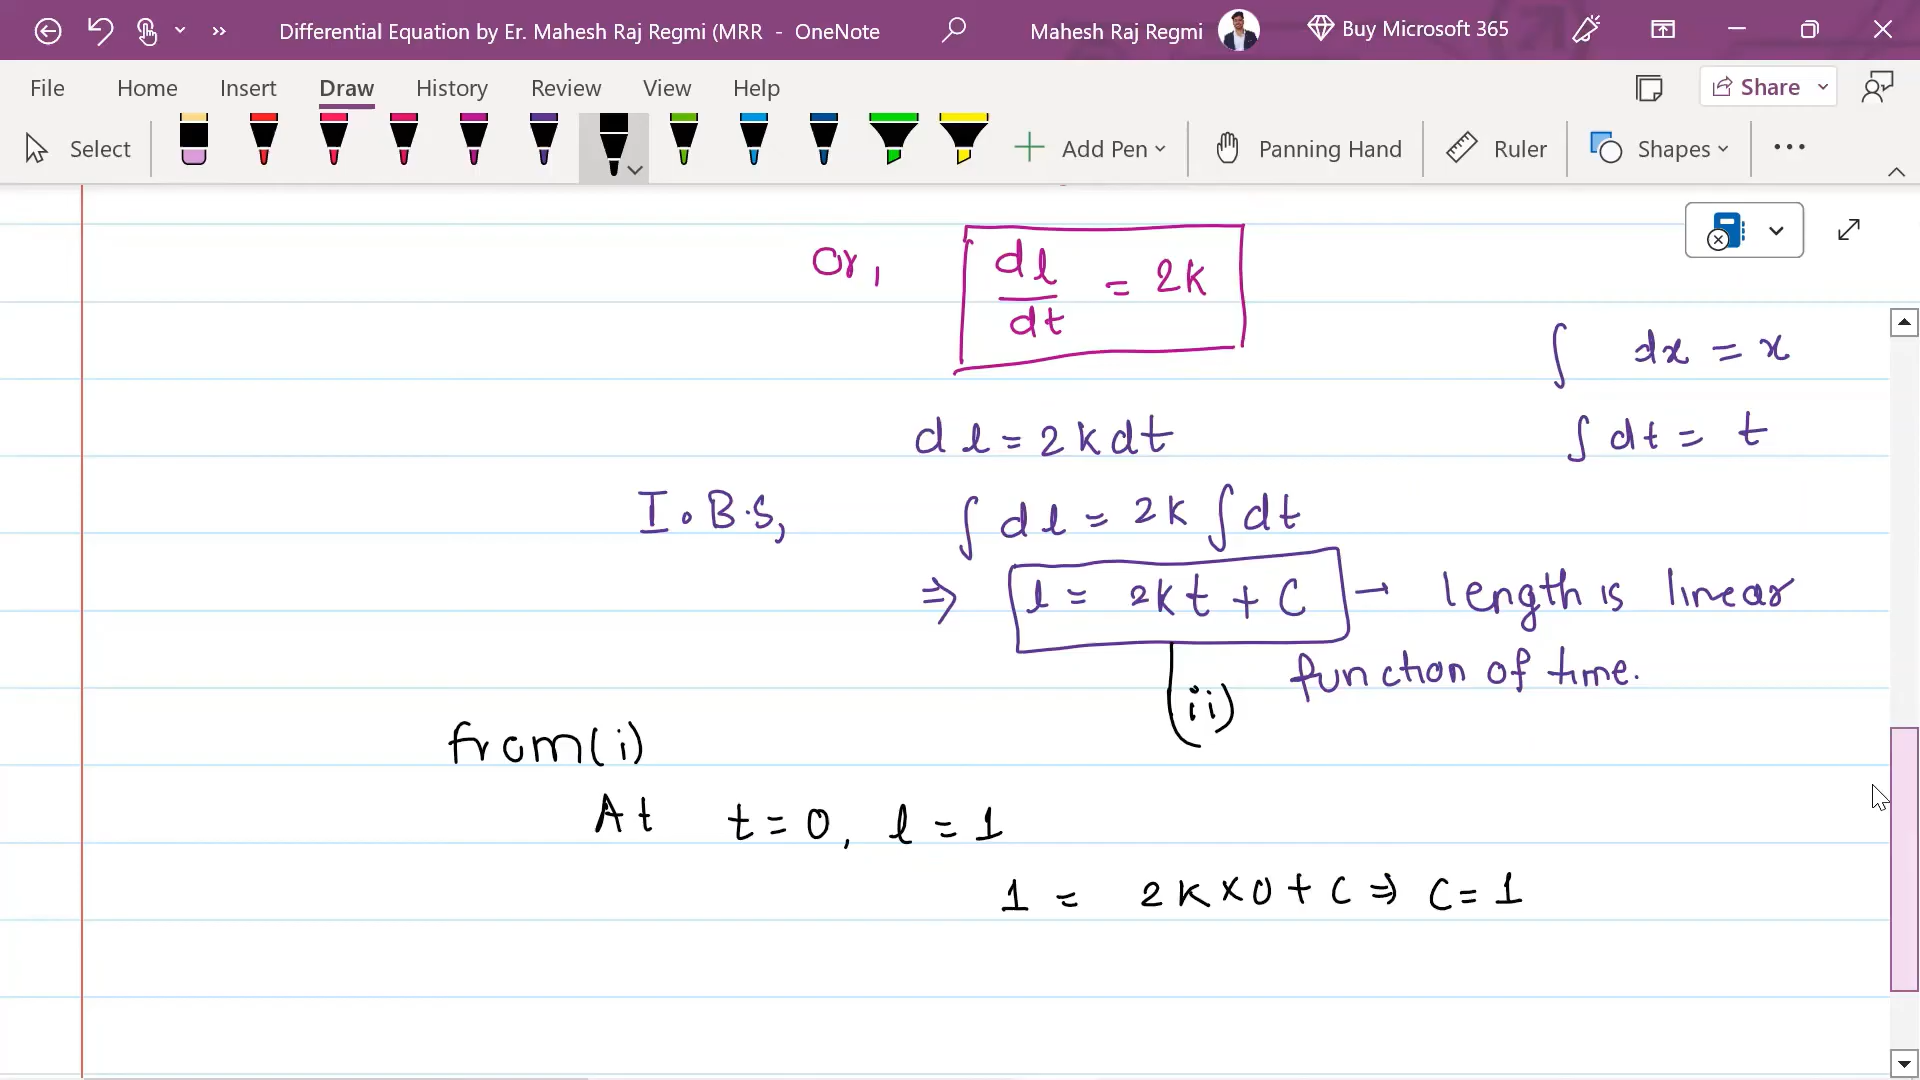 Differential Equation by Er. Mahesh Raj Regmi (MRR - OneNote
Mahesh Raj Regmi
Buy Microsoft 365
File Home Insert Draw History Review View Help
Share
Select
Add Pen
Panning Hand
Ruler
Shapes
Or, dl/dt = 2k
∫ dx = x
dl = 2kdt
∫dt = t
I.B.S, ∫dl = 2k ∫dt
⇒ l = 2kt + C → length is linear
function of time.
(ii)
from(i)
At t = 0, l = 1
1 = 2k×0 + C ⇒ C = 1